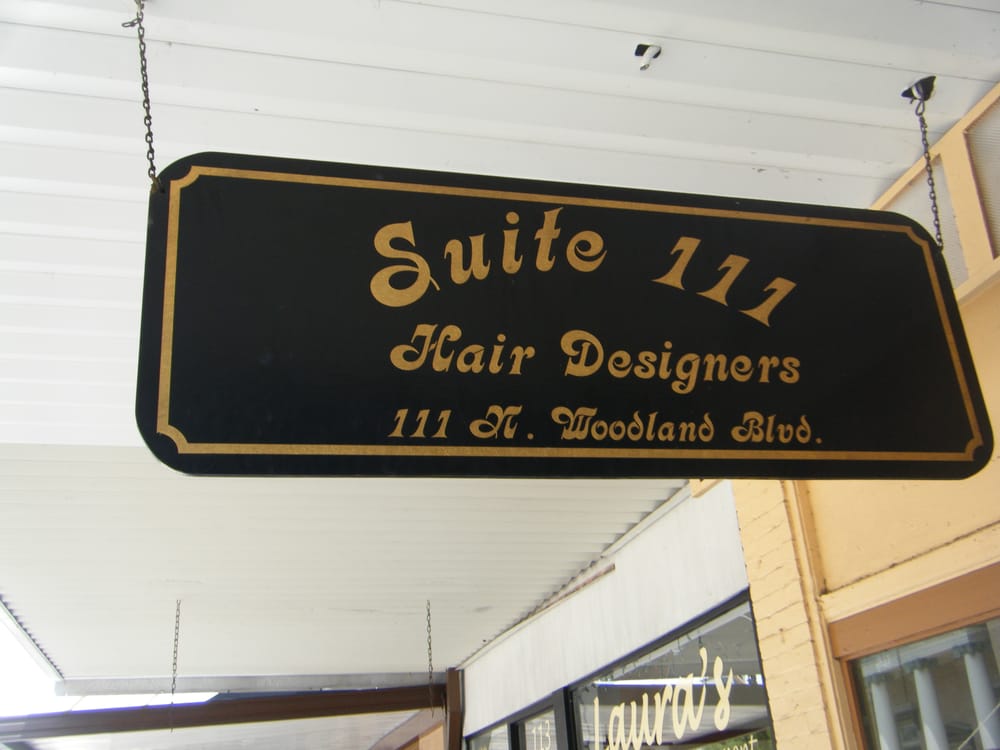 Suite 111
Hair Designers
111 N. Woodland Blvd.
113
Laura's